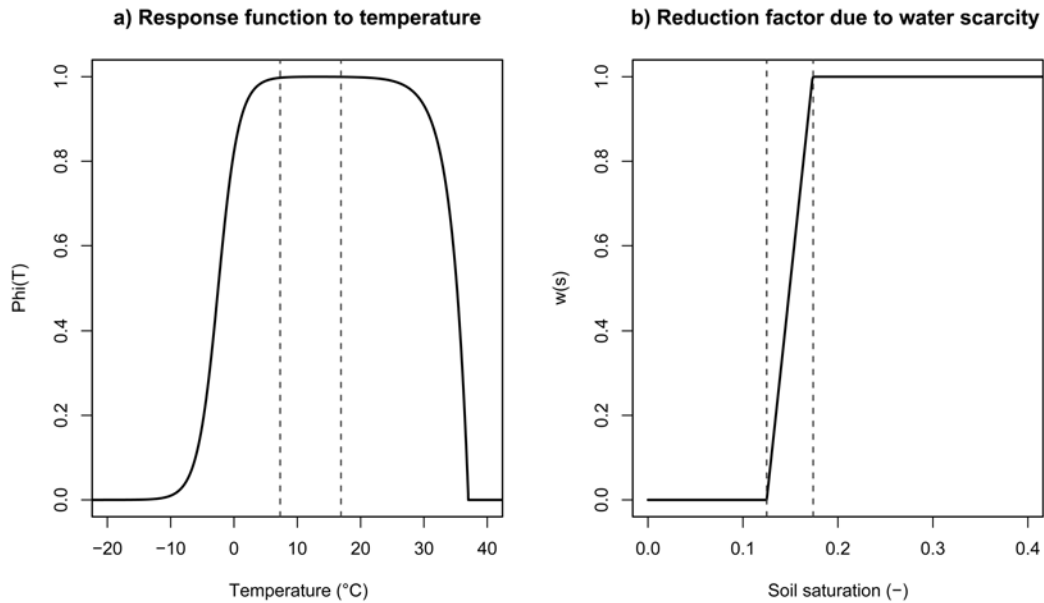 a) Response function to temperature
Phi(T)
1.0
0.8
0.6
0.4
0.2
0.0
−20 −10 0 10 20 30 40
Temperature (°C)
b) Reduction factor due to water scarcity
w(s)
1.0
0.8
0.6
0.4
0.2
0.0
0.0 0.1 0.2 0.3 0.4
Soil saturation (−)